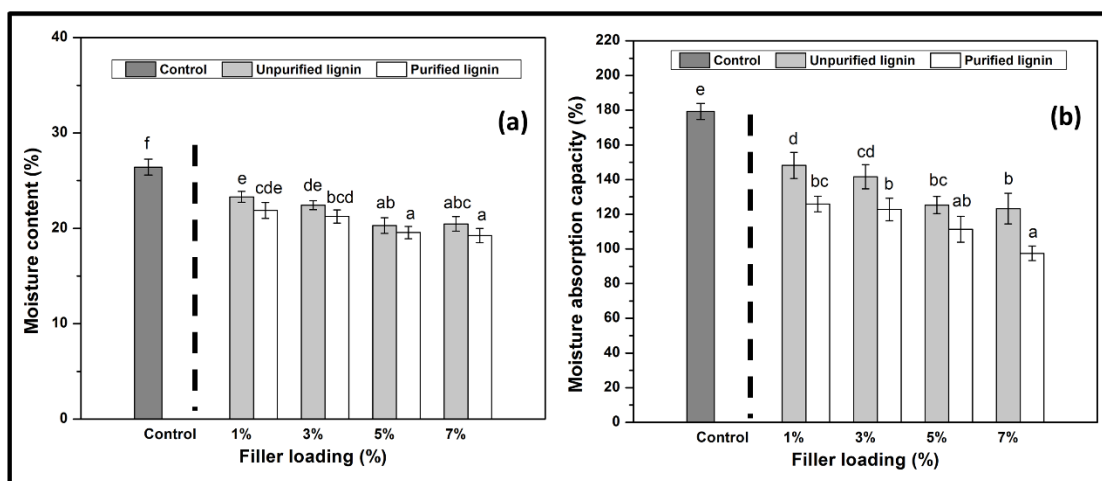 40
30
20
10
0
Moisture content (%)
Control Unpurified lignin Purified lignin
(a)
f
e
cde
de
bcd
ab
a
abc
a
Control 1% 3% 5% 7%
Filler loading (%)
220
200
180
160
140
120
100
80
60
40
20
0
Moisture absorption capacity (%)
Control Unpurified lignin Purified lignin
(b)
e
d
bc
cd
b
bc
ab
b
a
Control 1% 3% 5% 7%
Filler loading (%)